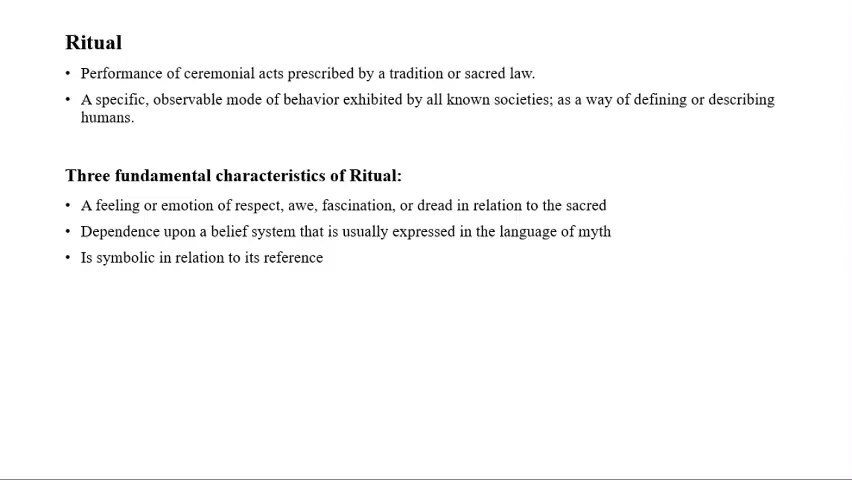 Ritual
• Performance of ceremonial acts prescribed by a tradition or sacred law.
• A specific, observable mode of behavior exhibited by all known societies; as a way of defining or describing
humans.
Three fundamental characteristics of Ritual:
• A feeling or emotion of respect, awe, fascination, or dread in relation to the sacred
• Dependence upon a belief system that is usually expressed in the language of myth
• Is symbolic in relation to its reference